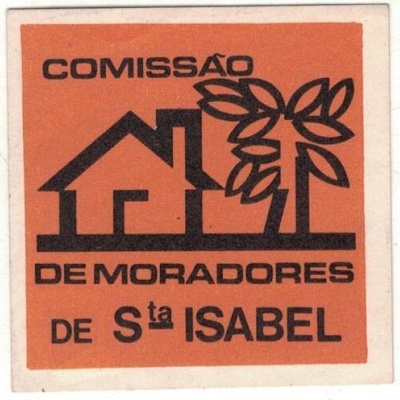 COMISSÃO
DE MORADORES
DE Sta ISABEL